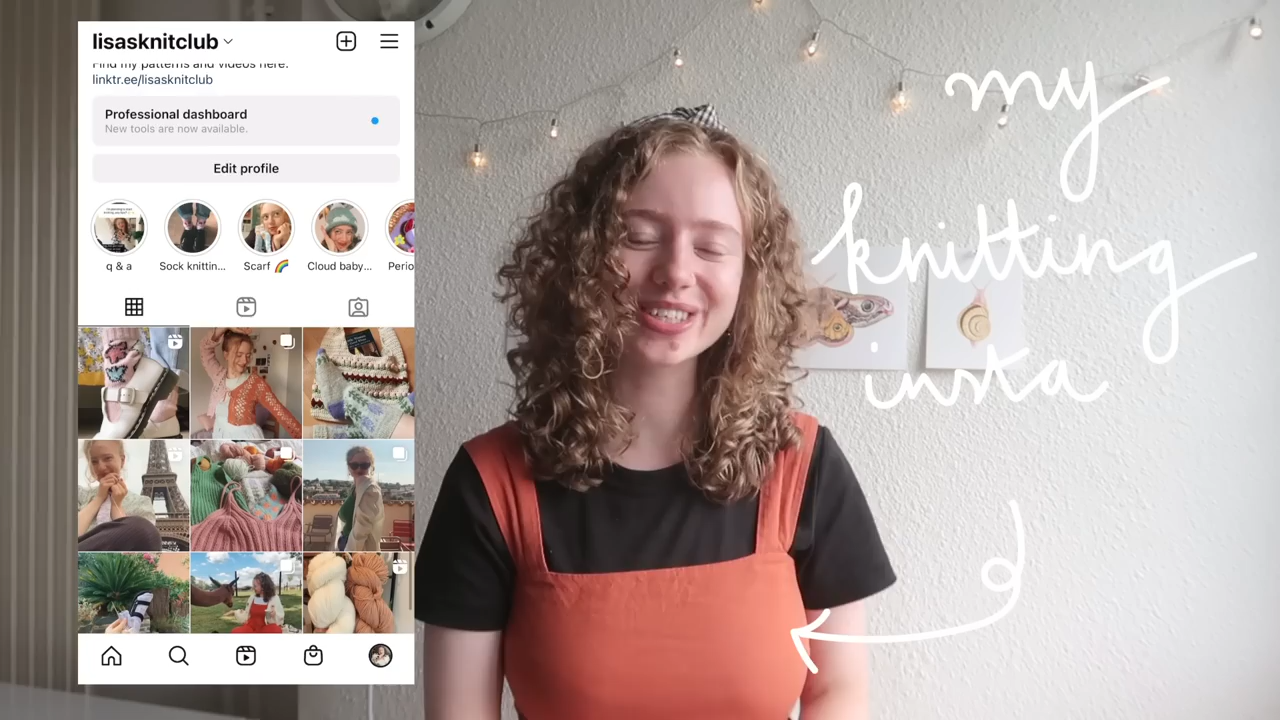 lisasknitclub
Find my patterns and videos here:
linktr.ee/lisasknitclub
Professional dashboard
New tools are now available.
Edit profile
q & a
Sock knittin...
Scarf 🌈
Cloud baby...
Perio
my
knitting
insta